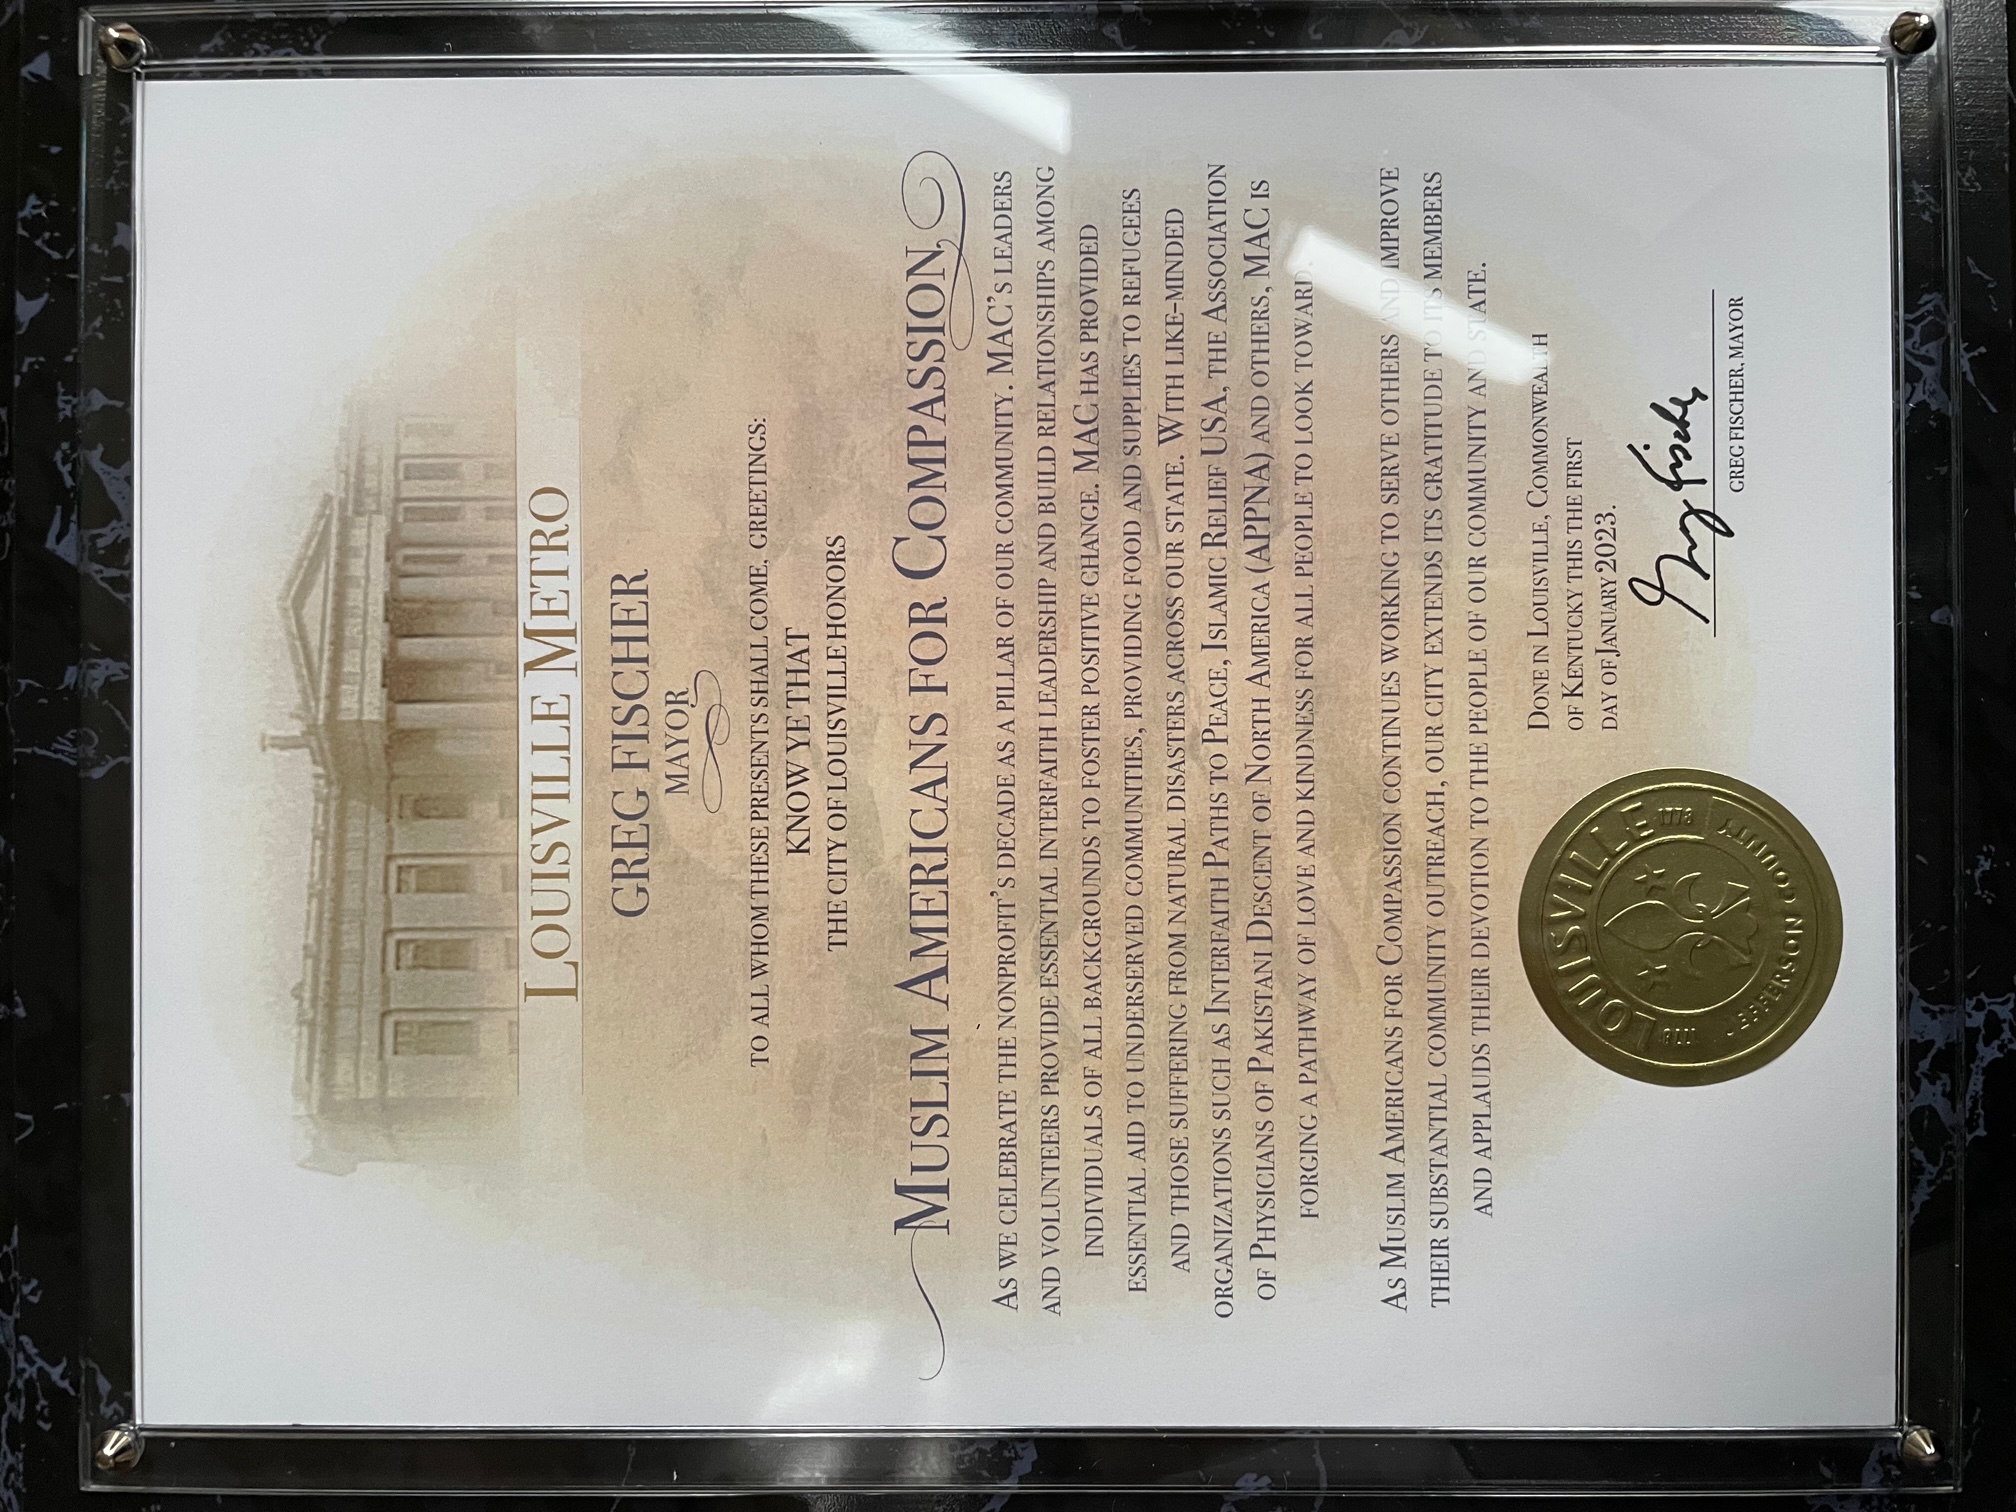 LOUISVILLE METRO
GREG FISCHER
MAYOR
TO ALL WHOM THESE PRESENTS SHALL COME, GREETINGS:
KNOW YE THAT
THE CITY OF LOUISVILLE HONORS
MUSLIM AMERICANS FOR COMPASSION,
AS WE CELEBRATE THE NONPROFIT'S DECADE AS A PILLAR OF OUR COMMUNITY. MAC'S LEADERS
AND VOLUNTEERS PROVIDE ESSENTIAL INTERFAITH LEADERSHIP AND BUILD RELATIONSHIPS AMONG
INDIVIDUALS OF ALL BACKGROUNDS TO FOSTER POSITIVE CHANGE. MAC HAS PROVIDED
ESSENTIAL AID TO UNDERSERVED COMMUNITIES, PROVIDING FOOD AND SUPPLIES TO REFUGEES
AND THOSE SUFFERING FROM NATURAL DISASTERS ACROSS OUR STATE. WITH LIKE-MINDED
ORGANIZATIONS SUCH AS INTERFAITH PATHS TO PEACE, ISLAMIC RELIEF USA, THE ASSOCIATION
OF PHYSICIANS OF PAKISTANI DESCENT OF NORTH AMERICA (APPNA) AND OTHERS, MAC IS
FORGING A PATHWAY OF LOVE AND KINDNESS FOR ALL PEOPLE TO LOOK TOWARD.
AS MUSLIM AMERICANS FOR COMPASSION CONTINUES WORKING TO SERVE OTHERS AND IMPROVE
THEIR SUBSTANTIAL COMMUNITY OUTREACH, OUR CITY EXTENDS ITS GRATITUDE TO ITS MEMBERS
AND APPLAUDS THEIR DEVOTION TO THE PEOPLE OF OUR COMMUNITY AND STATE.
DONE IN LOUISVILLE, COMMONWEALTH
OF KENTUCKY THIS THE FIRST
DAY OF JANUARY 2023.
Greg Fischer
GREG FISCHER, MAYOR
LOUISVILLE
1778
1778
JEFFERSON COUNTY